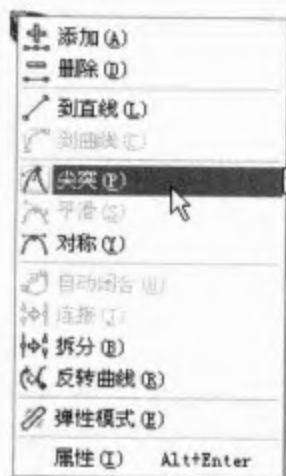 添加(A)
删除(D)
到直线(L)
到曲线(C)
尖突(P)
平滑(S)
对称(Y)
自动闭合(U)
连接(J)
拆分(B)
反转曲线(R)
弹性模式(E)
属性(I) Alt+Enter